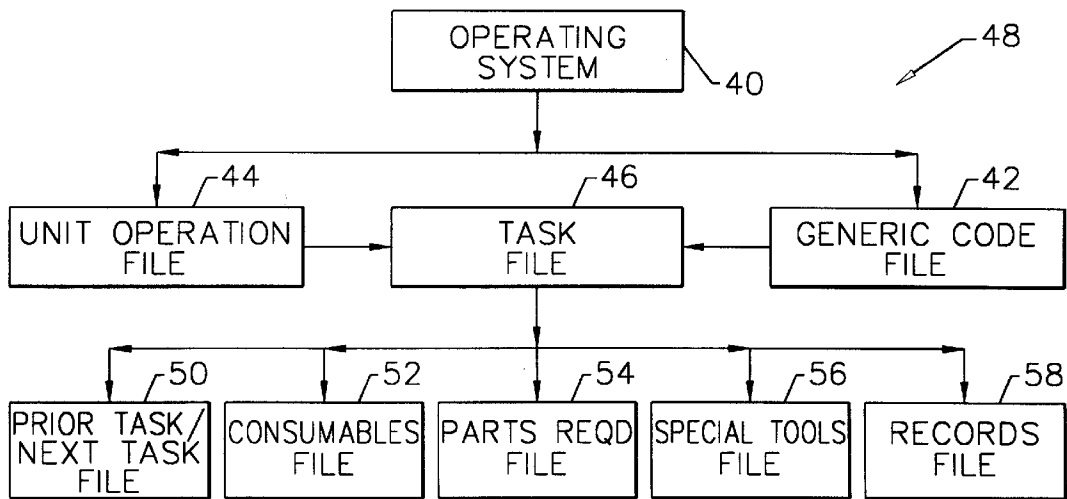 OPERATING
SYSTEM
40
48
44
46
42
UNIT OPERATION
FILE
TASK
FILE
GENERIC CODE
FILE
50
52
54
56
58
PRIOR TASK/
NEXT TASK
FILE
CONSUMABLES
FILE
PARTS REQD
FILE
SPECIAL TOOLS
FILE
RECORDS
FILE